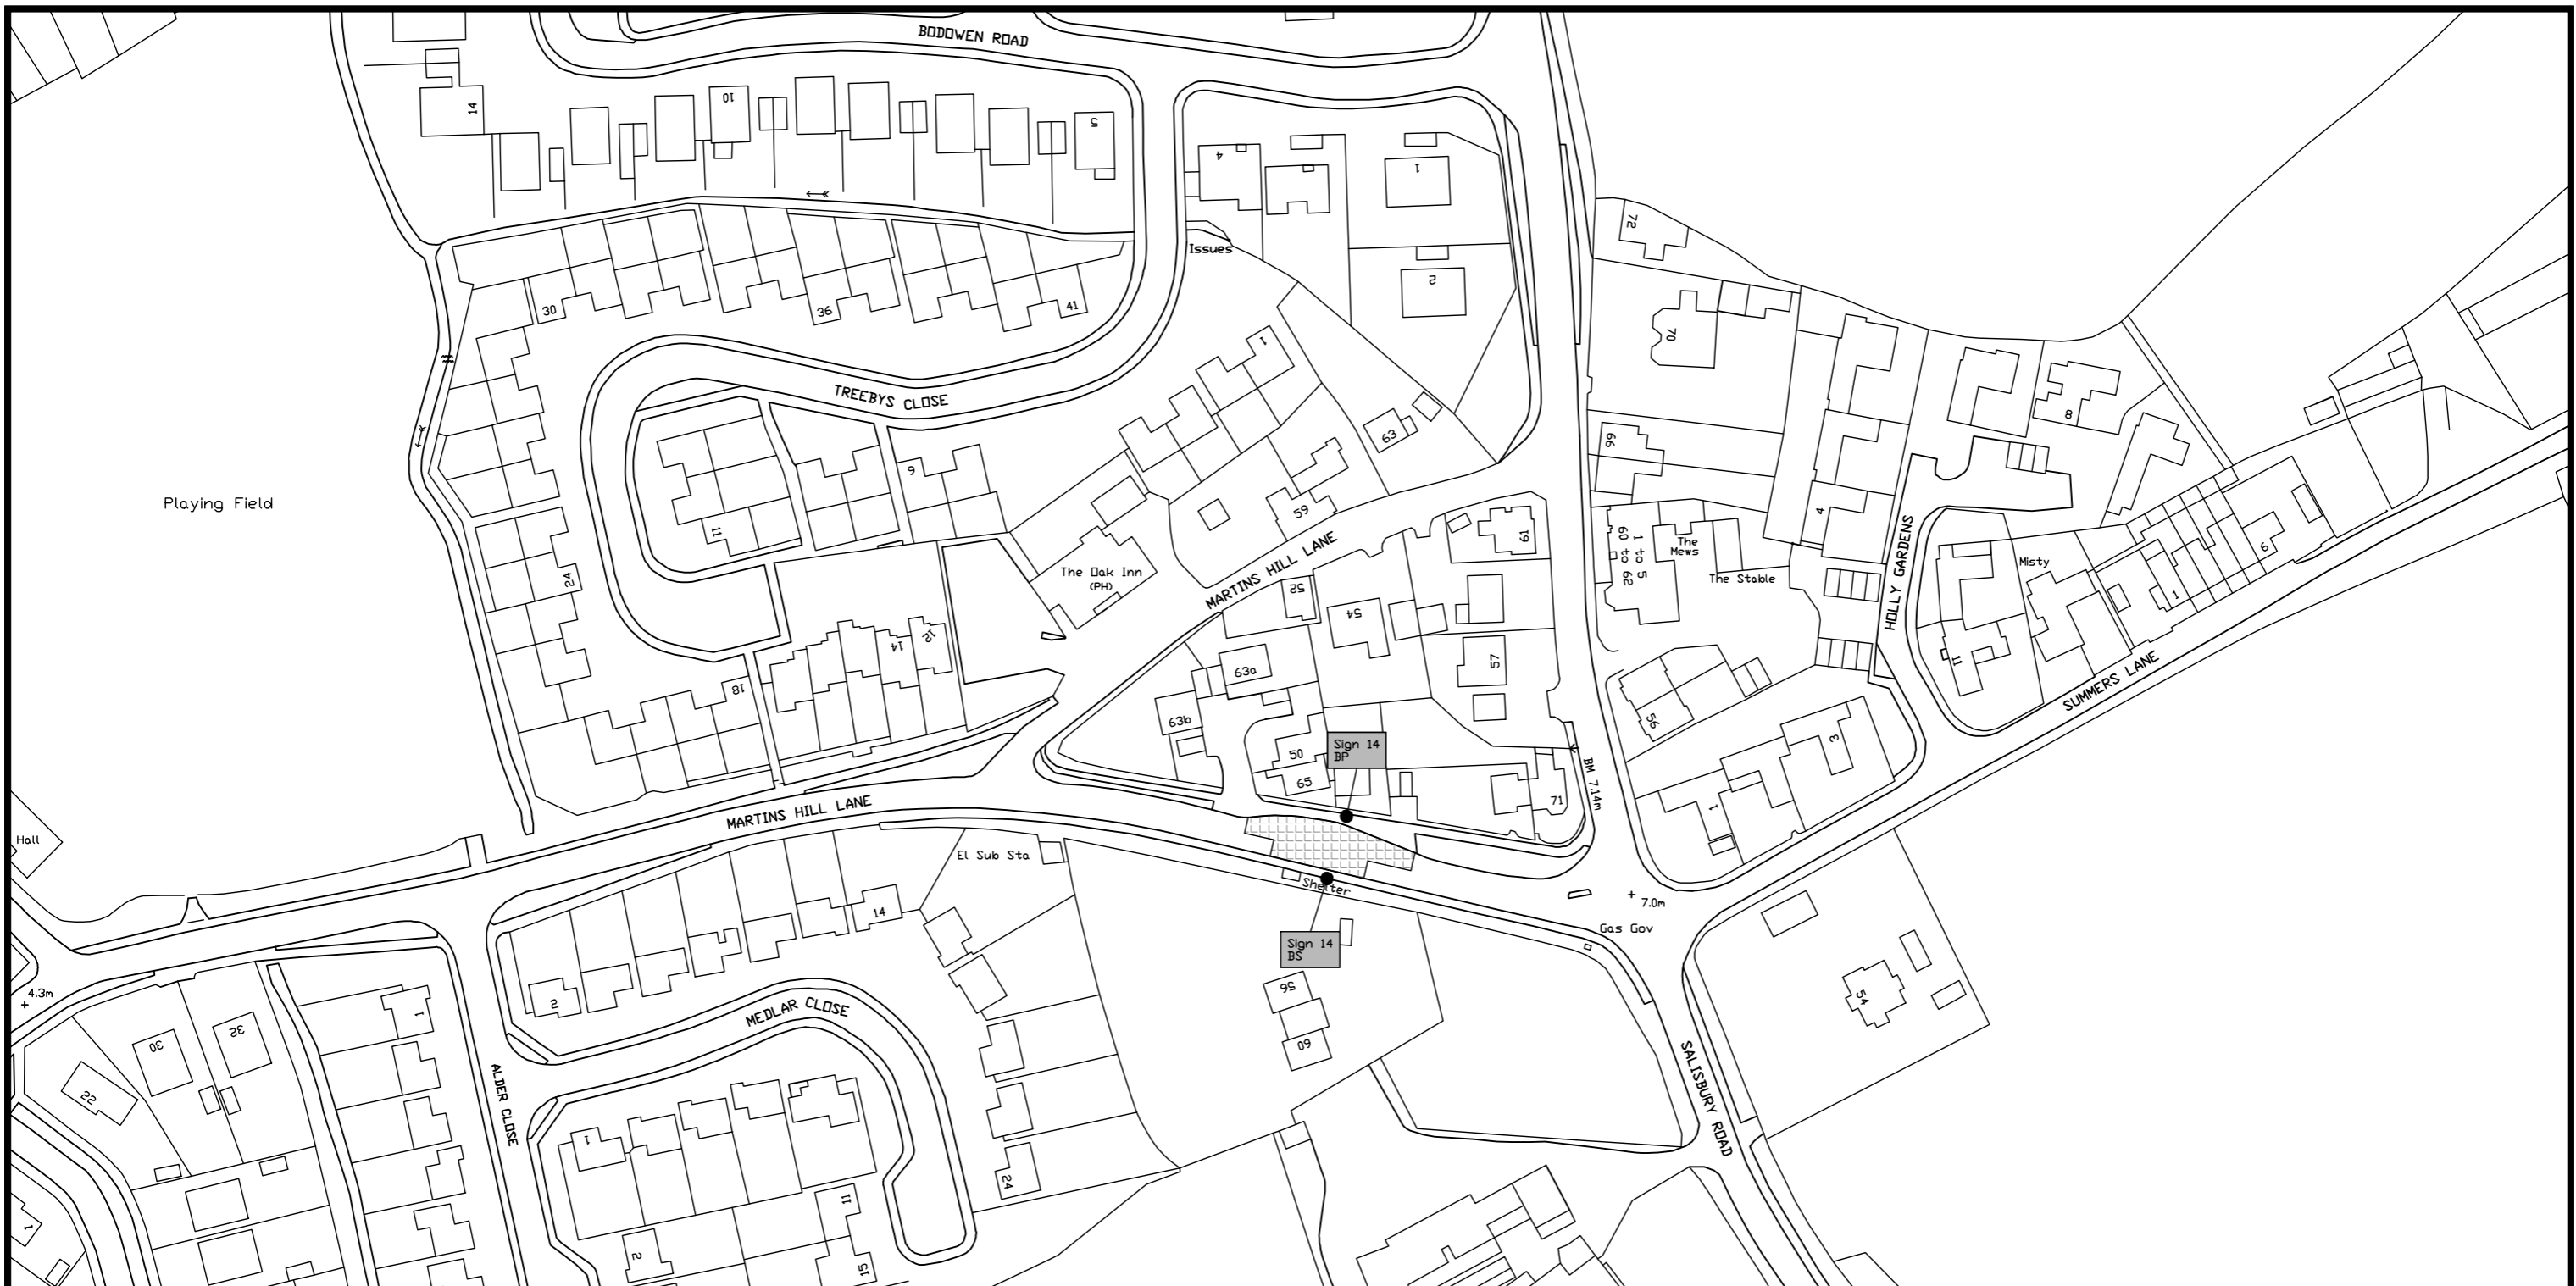 BODOWEN ROAD
14
10
5
4
1
Issues
2
72
30
36
41
70
1
TREEBYS CLOSE
8
63
66
9
11
Playing Field
59
MARTINS HILL LANE
61
4
HOLLY GARDENS
The Oak Inn
(PH)
1 to 5
60 to 62
The
Mews
The Stable
Misty
6
24
52
54
1
12
14
63a
57
11
SUMMERS LANE
18
63b
56
3
Sign 14
BP
50
65
BM 7.14m
71
1
MARTINS HILL LANE
Hall
El Sub Sta
Shelter
14
7.0m
Gas Gov
Sign 14
BS
4.3m
2
1
56
54
32
30
MEDLAR CLOSE
60
22
ALDER CLOSE
SALISBURY ROAD
1
24
11
1
2
15